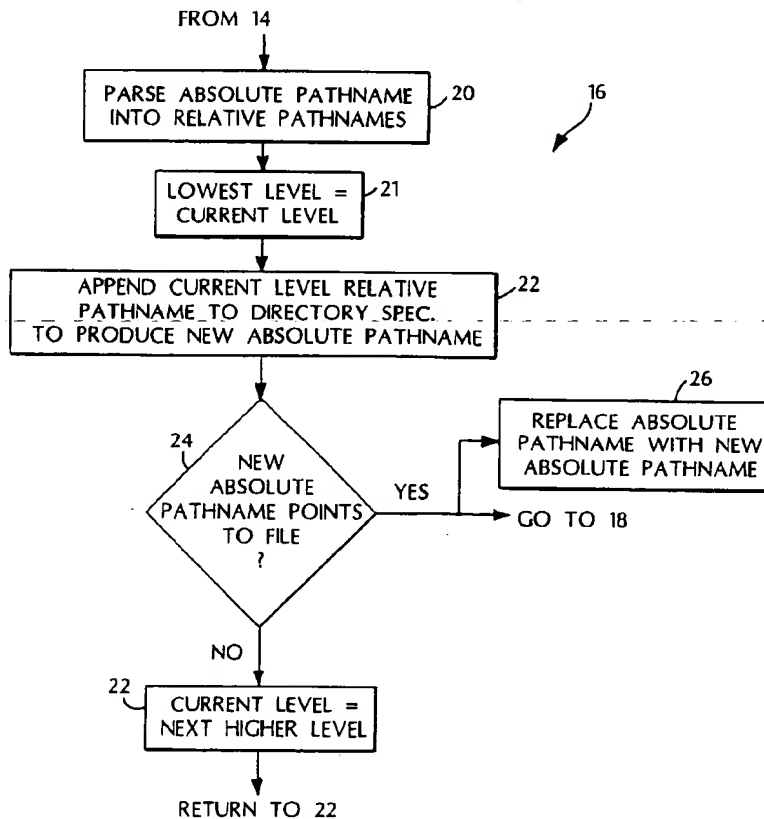 FROM 14
PARSE ABSOLUTE PATHNAME
INTO RELATIVE PATHNAMES
20
16
LOWEST LEVEL =
CURRENT LEVEL
21
APPEND CURRENT LEVEL RELATIVE
PATHNAME TO DIRECTORY SPEC.
TO PRODUCE NEW ABSOLUTE PATHNAME
22
26
REPLACE ABSOLUTE
PATHNAME WITH NEW
ABSOLUTE PATHNAME
24
NEW
ABSOLUTE
PATHNAME POINTS
TO FILE
?
YES
GO TO 18
NO
22
CURRENT LEVEL =
NEXT HIGHER LEVEL
RETURN TO 22